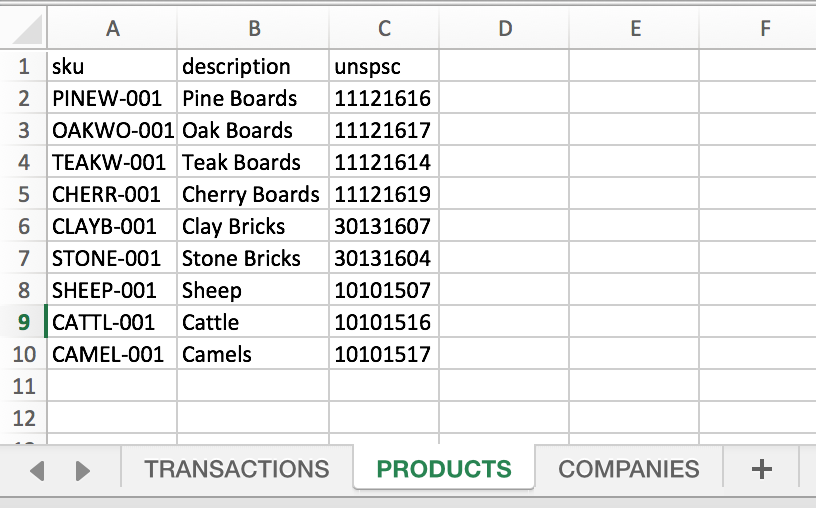 A B C D E F
1 sku description unspsc
2 PINEW-001 Pine Boards 11121616
3 OAKWO-001 Oak Boards 11121617
4 TEAKW-001 Teak Boards 11121614
5 CHERR-001 Cherry Boards 11121619
6 CLAYB-001 Clay Bricks 30131607
7 STONE-001 Stone Bricks 30131604
8 SHEEP-001 Sheep 10101507
9 CATTL-001 Cattle 10101516
10 CAMEL-001 Camels 10101517
11
12
TRANSACTIONS PRODUCTS COMPANIES +